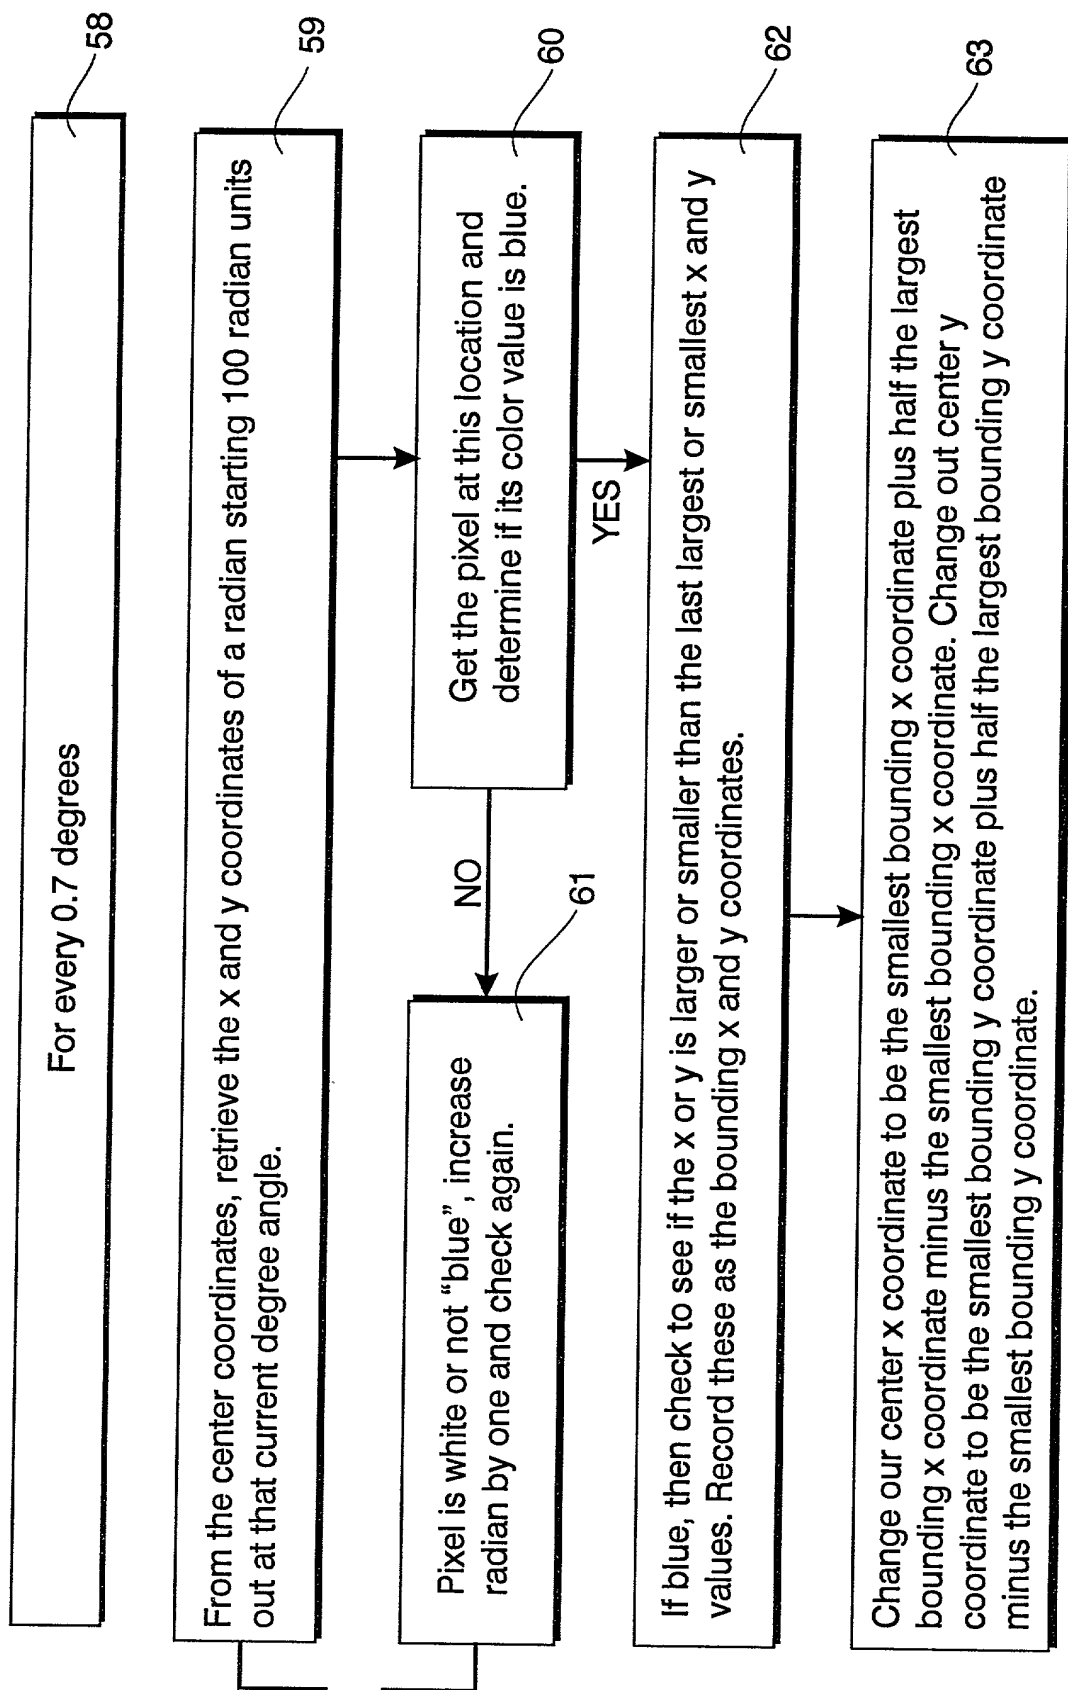 For every 0.7 degrees
58
From the center coordinates, retrieve the x and y coordinates of a radian starting 100 radian units
out at that current degree angle.
59
Get the pixel at this location and
determine if its color value is blue.
60
NO
YES
Pixel is white or not “blue”, increase
radian by one and check again.
61
If blue, then check to see if the x or y is larger or smaller than the last largest or smallest x and y
values. Record these as the bounding x and y coordinates.
62
Change our center x coordinate to be the smallest bounding x coordinate plus half the largest
bounding x coordinate minus the smallest bounding x coordinate. Change out center y
coordinate to be the smallest bounding y coordinate plus half the largest bounding y coordinate
minus the smallest bounding y coordinate.
63